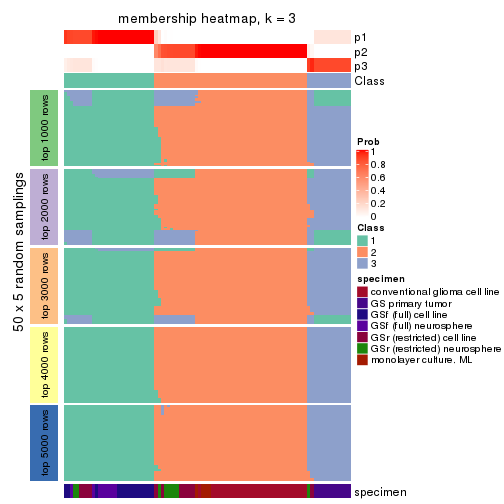 membership heatmap, k = 3
p1
p2
p3
Class
50 x 5 random samplings
top 1000 rows
top 2000 rows
top 3000 rows
top 4000 rows
top 5000 rows
Prob
1
0.8
0.6
0.4
0.2
0
Class
1
2
3
specimen
conventional glioma cell line
GS primary tumor
GSf (full) cell line
GSf (full) neurosphere
GSr (restricted) cell line
GSr (restricted) neurosphere
monolayer culture. ML
specimen